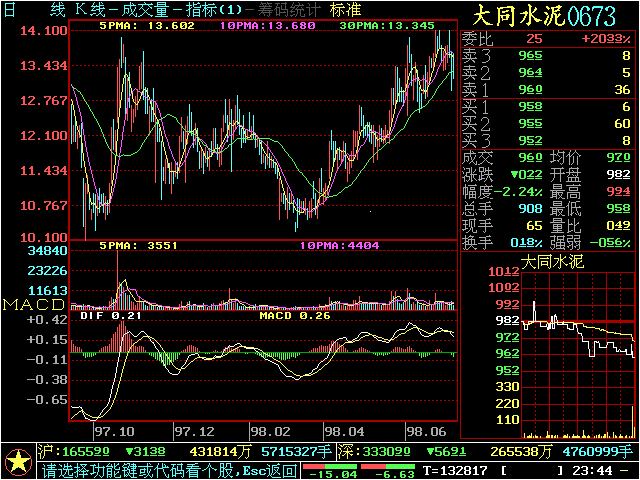 日 线 K线-成交量-指标(1)-筹码统计 标准
5PMA: 13.602 10PMA:13.680 30PMA:13.345
14.100
13.434
12.767
12.100
11.434
10.767
10.100
5PMA: 3551 10PMA:4404
34840
23226
11613
MACD
DIF 0.21 MACD 0.26
+0.42
+0.15
-0.11
-0.38
-0.65
97.10 97.12 98.02 98.04 98.06
大同水泥0673
委比 25 +2033%
卖3 965 8
卖2 964 5
卖1 960 36
买1 958 6
买2 955 60
买3 952 8
成交 960 均价 970
涨跌 ▼022 开盘 982
幅度-2.24% 最高 994
总手 908 最低 958
现手 65 量比 049
换手 018% 强弱 -056%
大同水泥
1012
1002
992
982
972
962
952
330
220
110
沪:165590 ▼3138 431814万 5715327手 深:333099 ▼5691 265538万 4760999手
请选择功能键或代码看个股,Esc返回 -15.04 -6.63 T=132817 [ ] 23:44 -